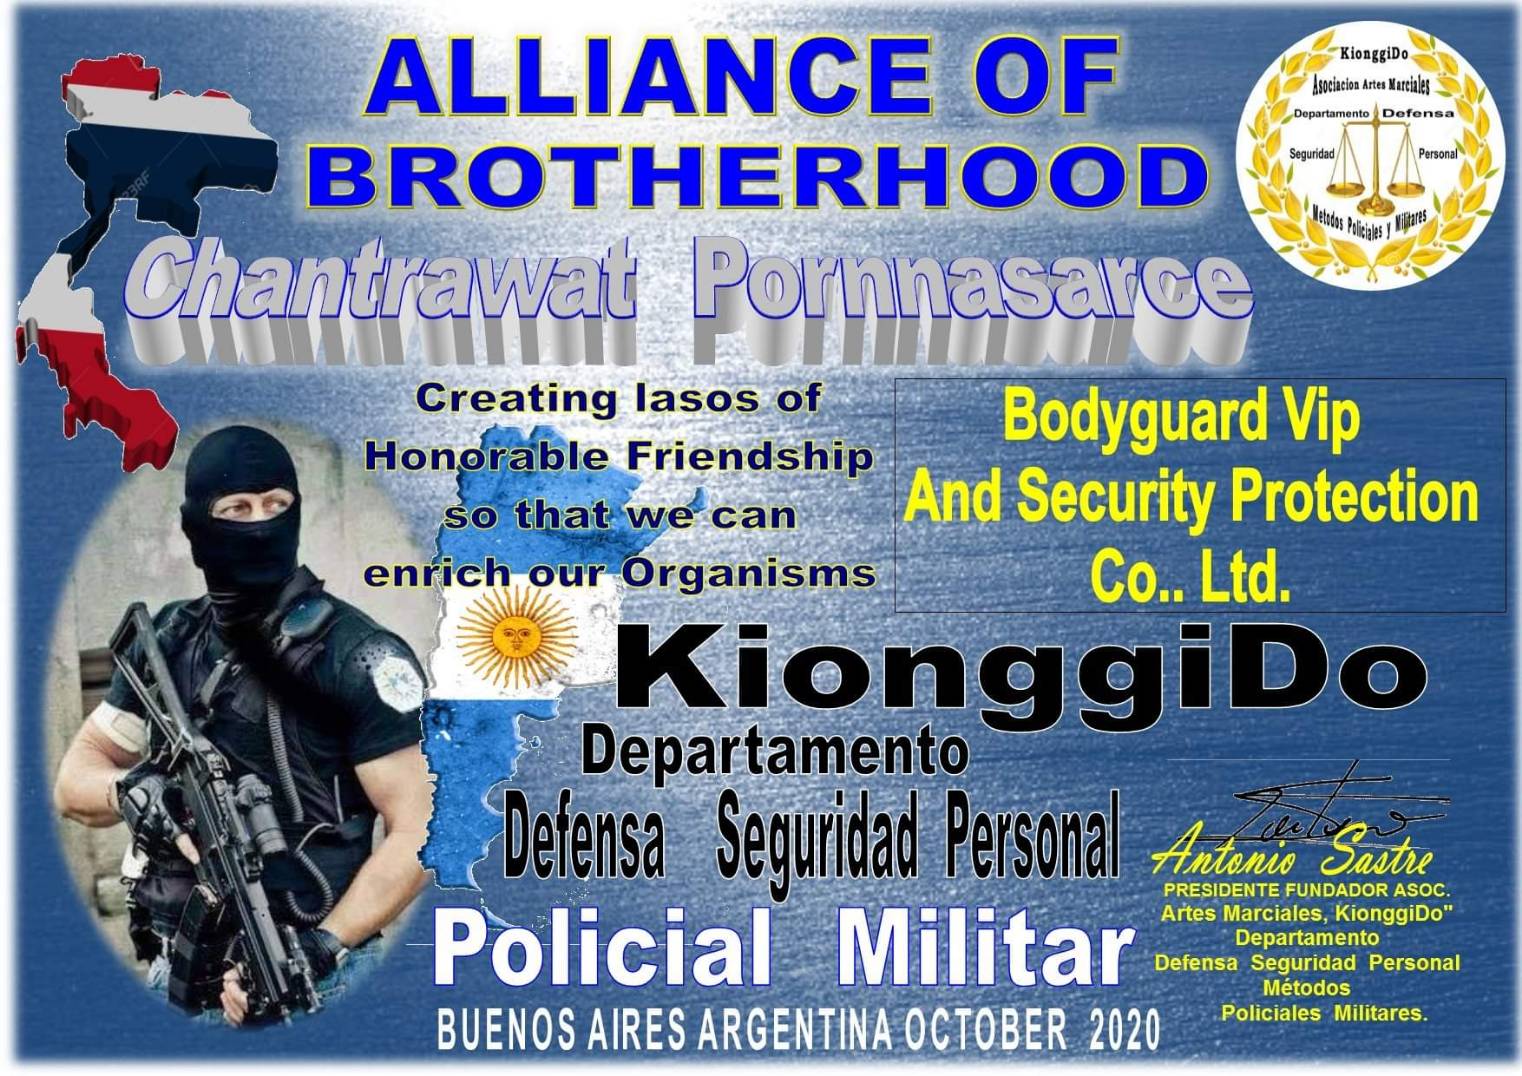 ALLIANCE OF
BROTHERHOOD
KionggiDo
Asociacion Artes Marciales
Departamento Defensa
Seguridad Personal
Metodos Policiales y Militares
123RF
Chantrawat Pornnasarce
Creating lasos of
Honorable Friendship
so that we can
enrich our Organisms
Bodyguard Vip
And Security Protection
Co.. Ltd.
KionggiDo
Departamento
Defensa Seguridad Personal
Policial Militar
BUENOS AIRES ARGENTINA OCTOBER 2020
Antonio Sastre
PRESIDENTE FUNDADOR ASOC.
Artes Marciales, KionggiDo"
Departamento
Defensa Seguridad Personal
Métodos
Policiales Militares.